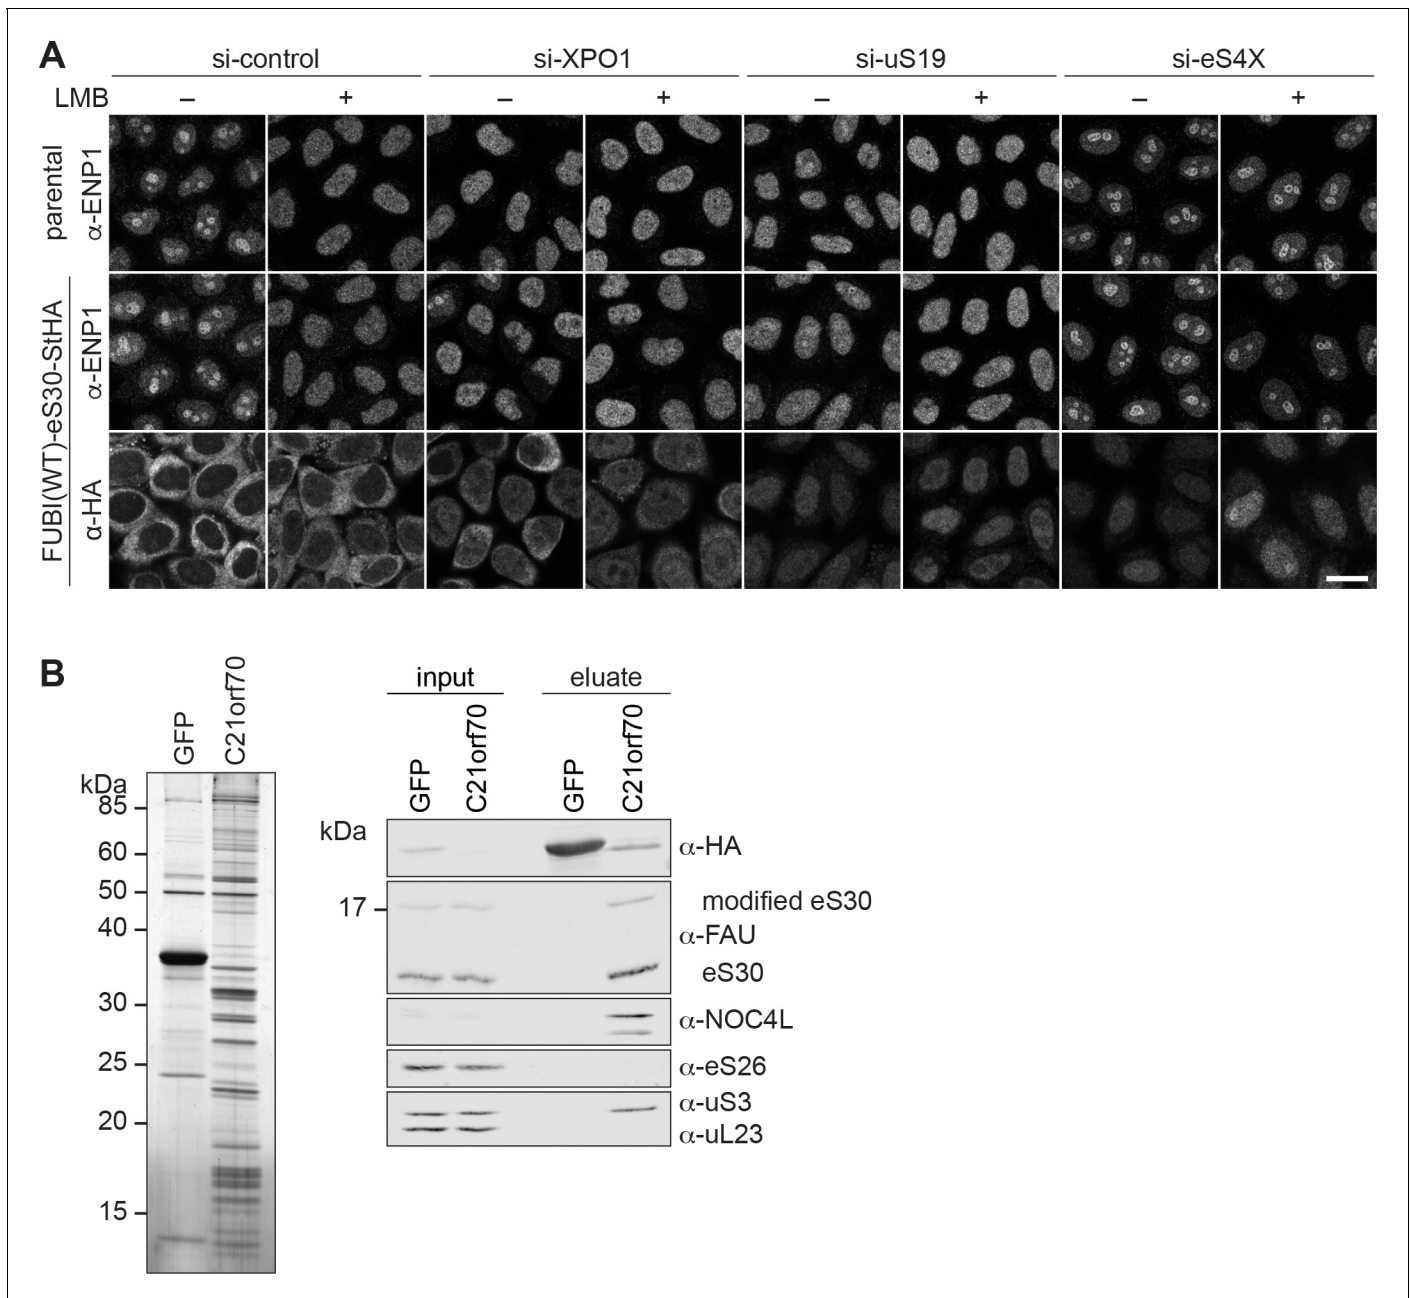 A
si-control si-XPO1 si-uS19 si-eS4X
LMB – + – + – + – +
parental
α-ENP1
FUBI(WT)-eS30-StHA
α-ENP1
α-HA
B
GFP
C21orf70
kDa
85
60
50
40
30
25
20
15
input eluate
GFP
C21orf70
GFP
C21orf70
kDa
17
α-HA
modified eS30
α-FAU
eS30
α-NOC4L
α-eS26
α-uS3
α-uL23